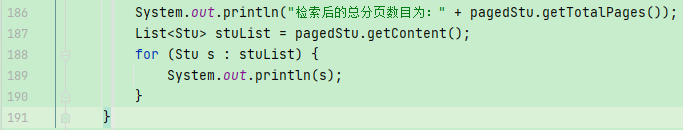 186 System.out.println("检索后的总分页数目为：" + pagedStu.getTotalPages());
187 List<Stu> stuList = pagedStu.getContent();
188 for (Stu s : stuList) {
189 System.out.println(s);
190 }
191 }